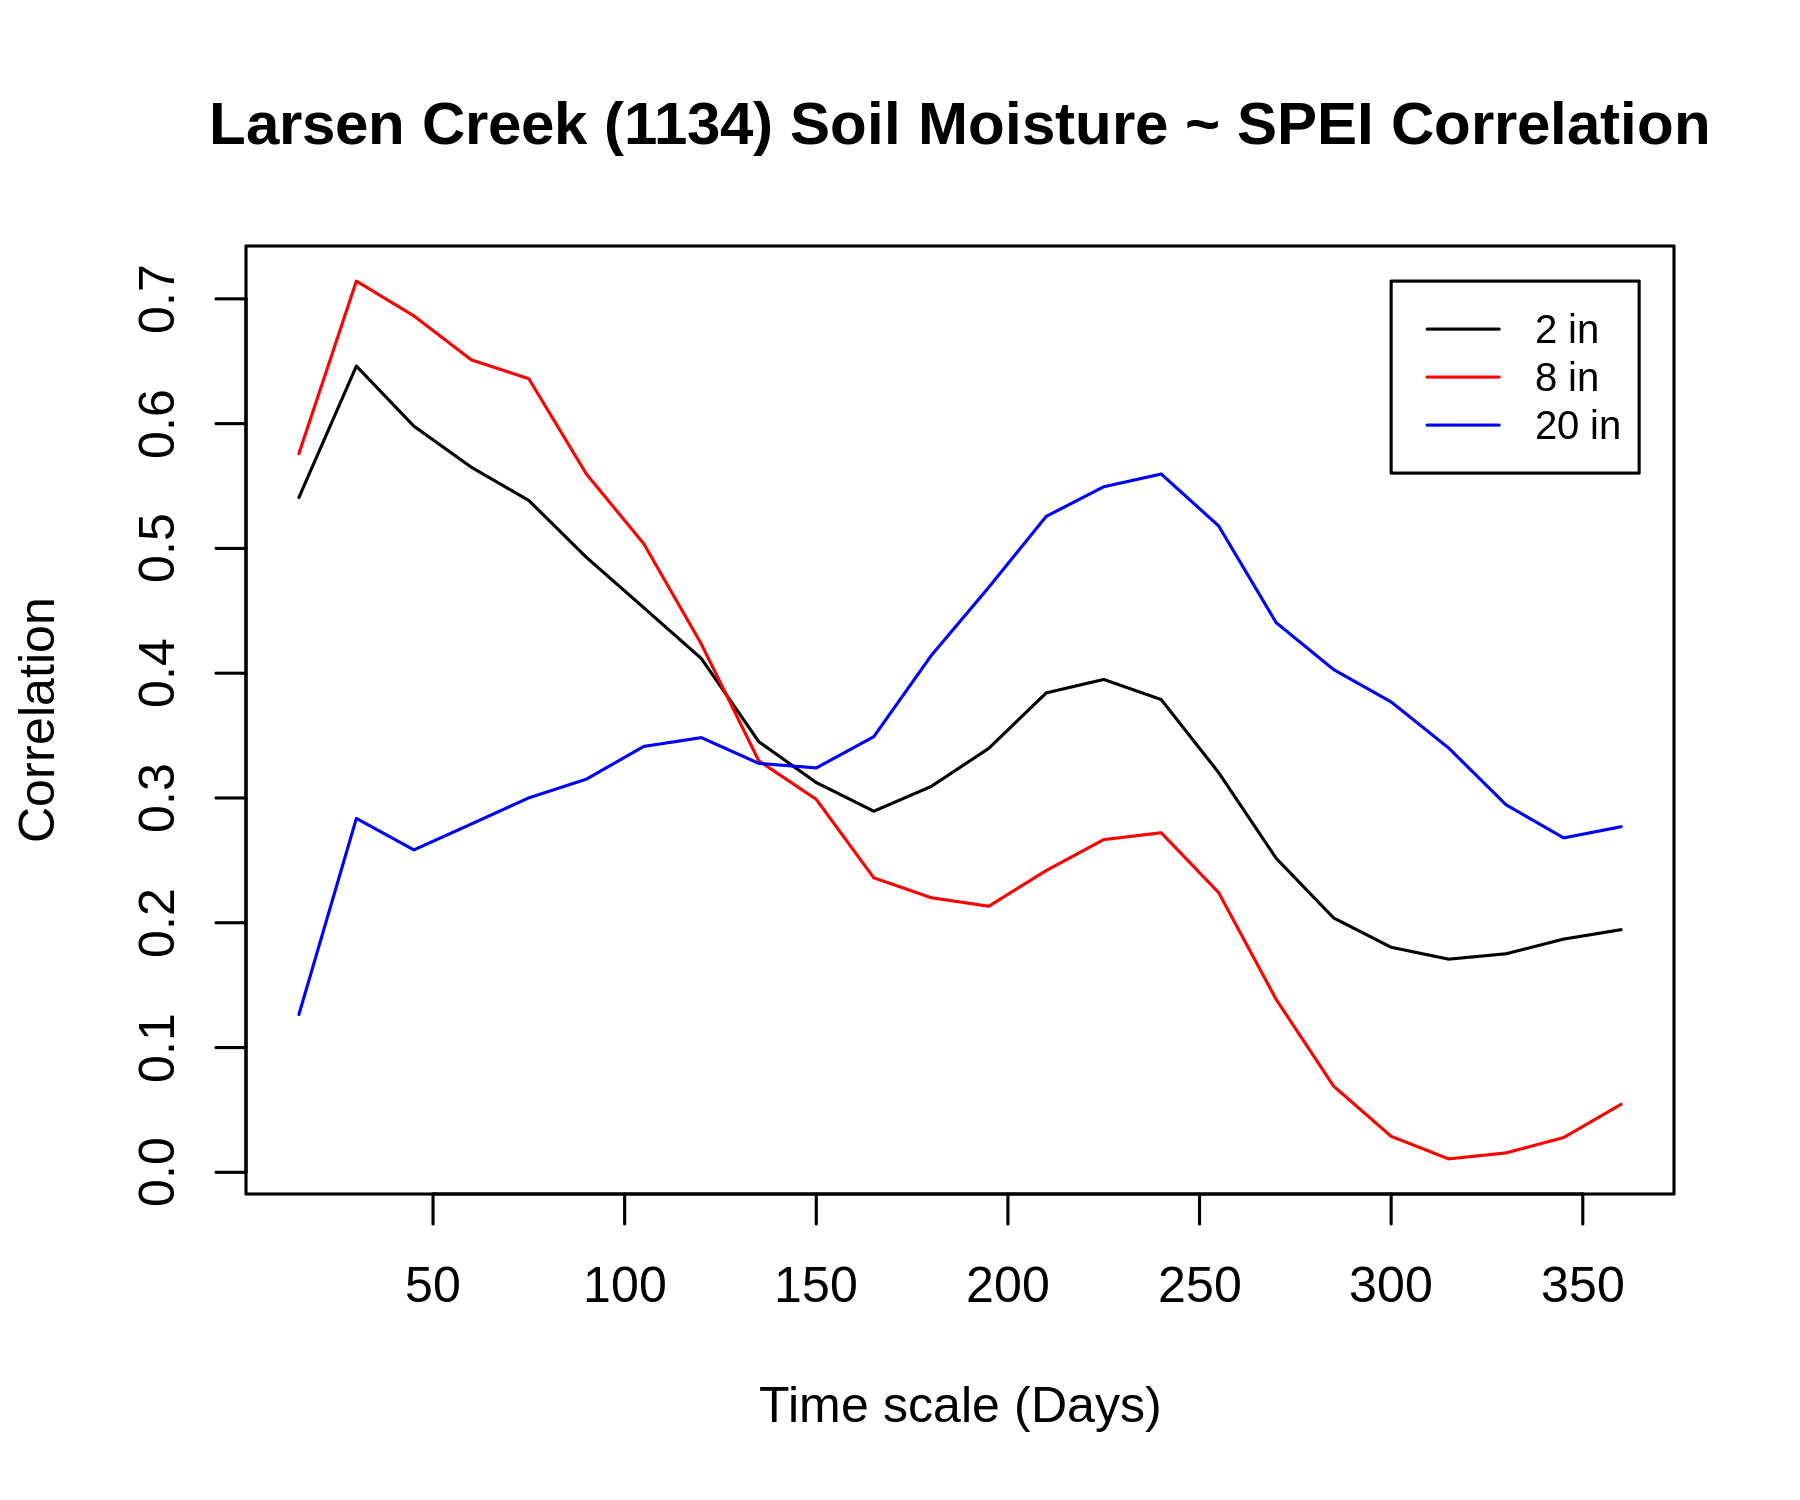 Larsen Creek (1134) Soil Moisture ~ SPEI Correlation
2 in
8 in
20 in
Correlation
0.7
0.6
0.5
0.4
0.3
0.2
0.1
0.0
50 100 150 200 250 300 350
Time scale (Days)